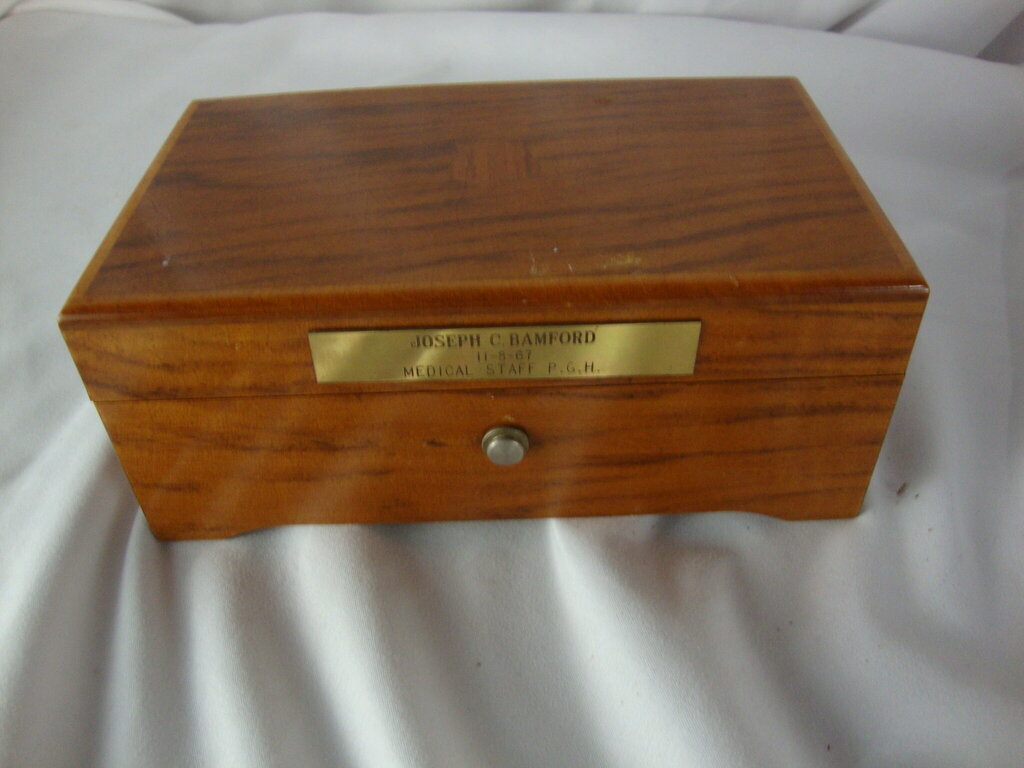 JOSEPH C. BAMFORD
11-8-67
MEDICAL STAFF P.G.H.